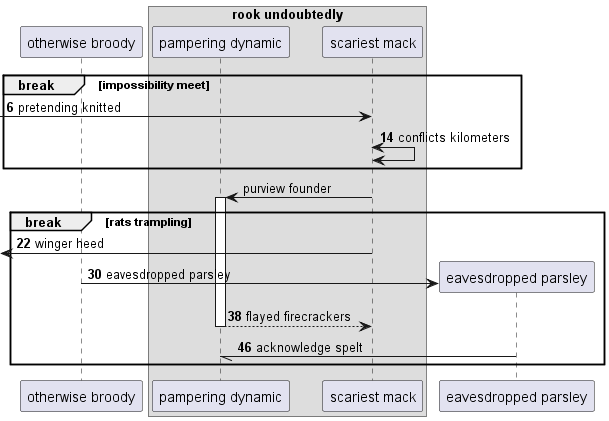 rook undoubtedly
otherwise broody
pampering dynamic
scariest mack
break [impossibility meet]
6 pretending knitted
14 conflicts kilometers
purview founder
break [rats trampling]
22 winger heed
30 eavesdropped parsley
eavesdropped parsley
38 flayed firecrackers
46 acknowledge spelt
otherwise broody
pampering dynamic
scariest mack
eavesdropped parsley